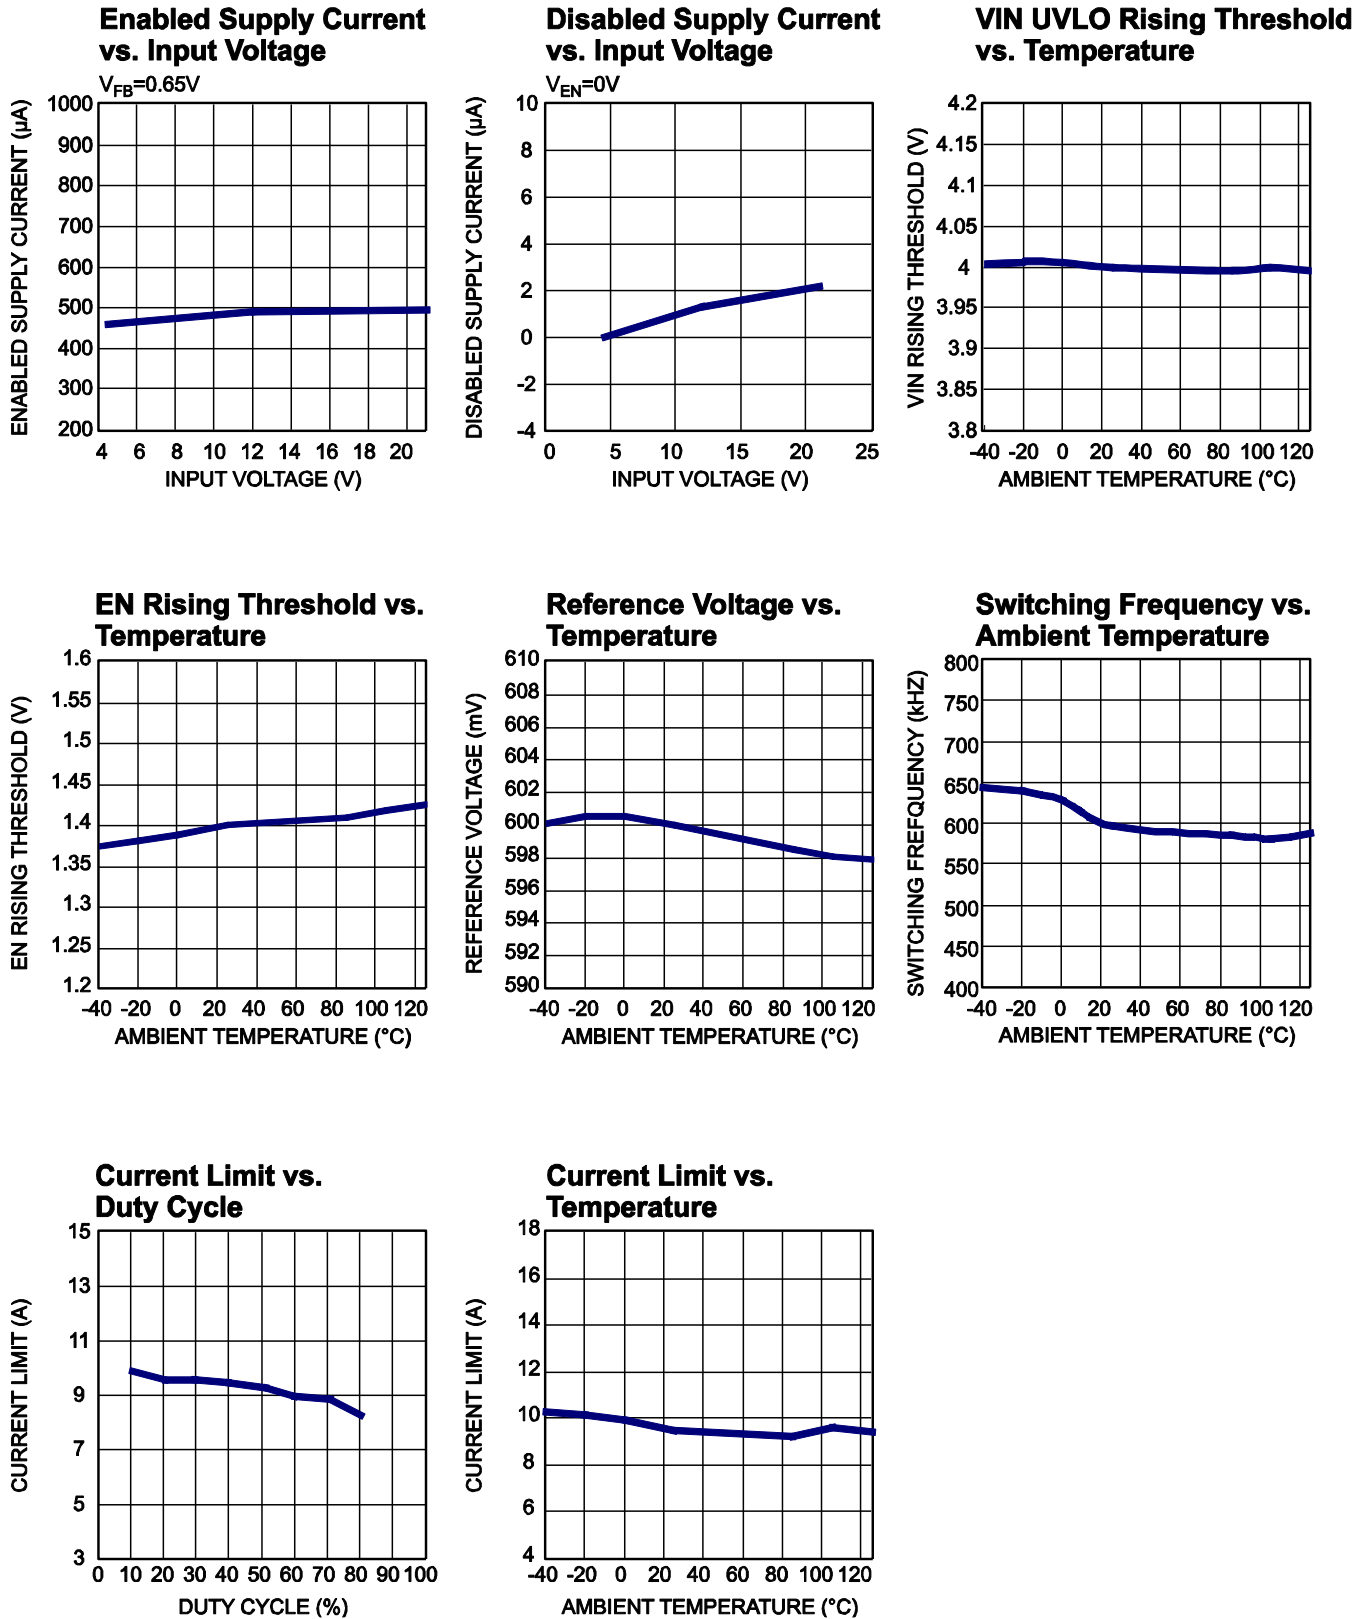 Enabled Supply Current
vs. Input Voltage
VFB=0.65V
ENABLED SUPPLY CURRENT (µA)
1000
900
800
700
600
500
400
300
200
4 6 8 10 12 14 16 18 20
INPUT VOLTAGE (V)
Disabled Supply Current
vs. Input Voltage
VEN=0V
DISABLED SUPPLY CURRENT (µA)
10
8
6
4
2
0
-2
-4
0 5 10 15 20 25
INPUT VOLTAGE (V)
VIN UVLO Rising Threshold
vs. Temperature
VIN RISING THRESHOLD (V)
4.2
4.15
4.1
4.05
4
3.95
3.9
3.85
3.8
-40 -20 0 20 40 60 80 100 120
AMBIENT TEMPERATURE (°C)
EN Rising Threshold vs.
Temperature
EN RISING THRESHOLD (V)
1.6
1.55
1.5
1.45
1.4
1.35
1.3
1.25
1.2
-40 -20 0 20 40 60 80 100 120
AMBIENT TEMPERATURE (°C)
Reference Voltage vs.
Temperature
REFERENCE VOLTAGE (mV)
610
608
606
604
602
600
598
596
594
592
590
-40 -20 0 20 40 60 80 100 120
AMBIENT TEMPERATURE (°C)
Switching Frequency vs.
Ambient Temperature
SWITCHING FREFQUENCY (kHZ)
800
750
700
650
600
550
500
450
400
-40 -20 0 20 40 60 80 100 120
AMBIENT TEMPERATURE (°C)
Current Limit vs.
Duty Cycle
CURRENT LIMIT (A)
15
13
11
9
7
5
3
0 10 20 30 40 50 60 70 80 90 100
DUTY CYCLE (%)
Current Limit vs.
Temperature
CURRENT LIMIT (A)
18
16
14
12
10
8
6
4
-40 -20 0 20 40 60 80 100 120
AMBIENT TEMPERATURE (°C)